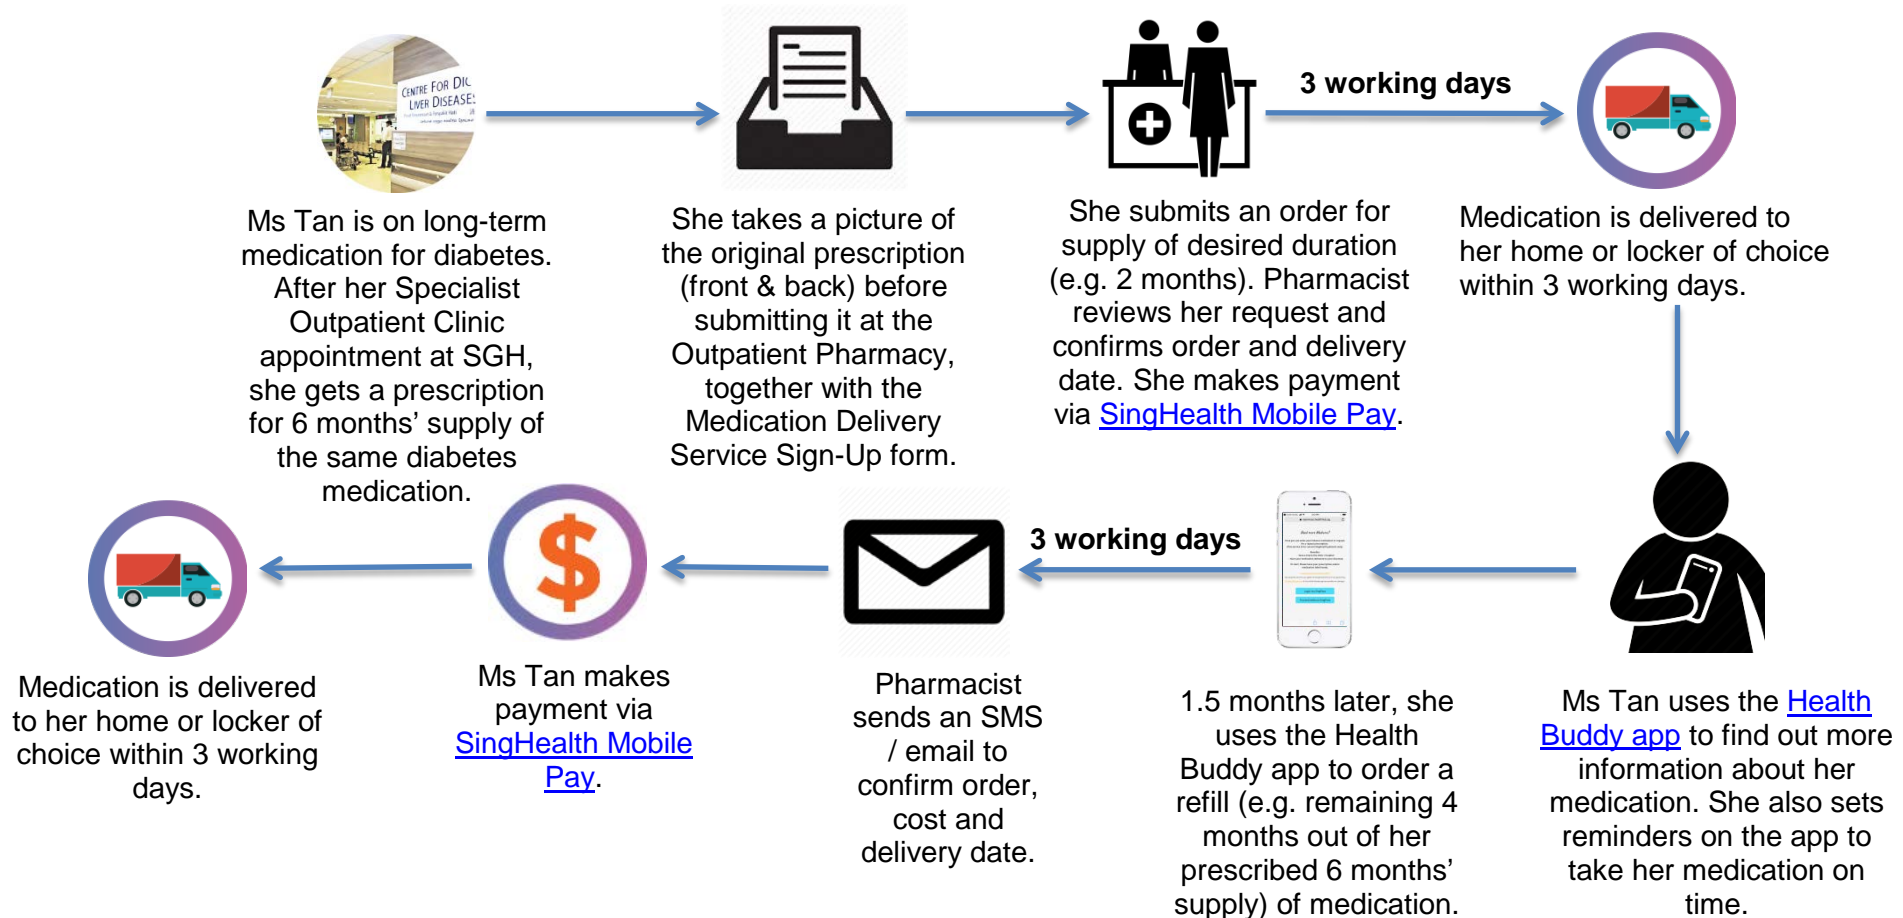 CENTRE FOR
LIVER DISEASES
Ms Tan is on long-term
medication for diabetes.
After her Specialist
Outpatient Clinic
appointment at SGH,
she gets a prescription
for 6 months’ supply of
the same diabetes
medication.
She takes a picture of
the original prescription
(front & back) before
submitting it at the
Outpatient Pharmacy,
together with the
Medication Delivery
Service Sign-Up form.
She submits an order for
supply of desired duration
(e.g. 2 months). Pharmacist
reviews her request and
confirms order and delivery
date. She makes payment
via SingHealth Mobile Pay.
3 working days
Medication is delivered to
her home or locker of choice
within 3 working days.
Ms Tan uses the Health
Buddy app to find out more
information about her
medication. She also sets
reminders on the app to
take her medication on
time.
1.5 months later, she
uses the Health
Buddy app to order a
refill (e.g. remaining 4
months out of her
prescribed 6 months’
supply) of medication.
3 working days
Pharmacist
sends an SMS
/ email to
confirm order,
cost and
delivery date.
Ms Tan makes
payment via
SingHealth Mobile
Pay.
Medication is delivered
to her home or locker of
choice within 3 working
days.